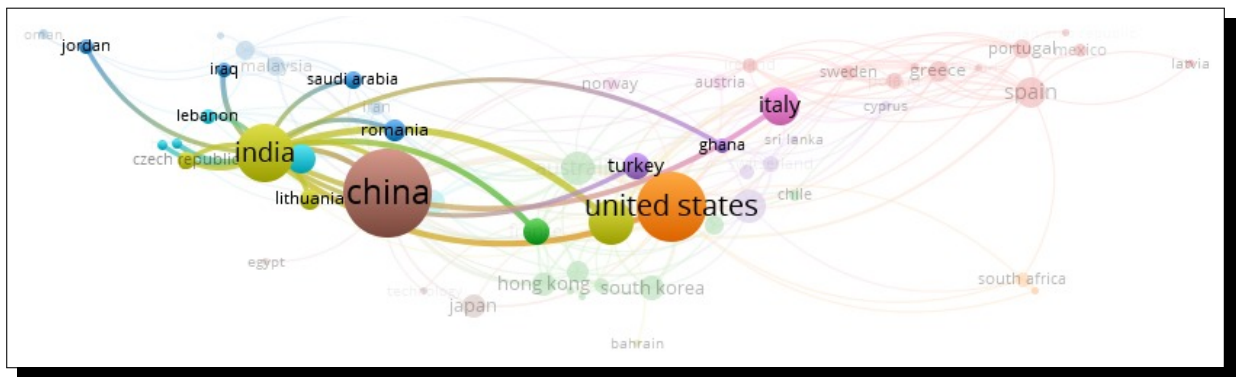 oman
jordan
iraq
malaysia
saudi arabia
iran
lebanon
romania
czech republic
india
lithuania
china
egypt
norway
austria
italy
ghana
sri lanka
turkey
united states
chile
hong kong
south korea
japan
technology
bahrain
sweden
greece
cyprus
portugal
mexico
spain
latvia
south africa